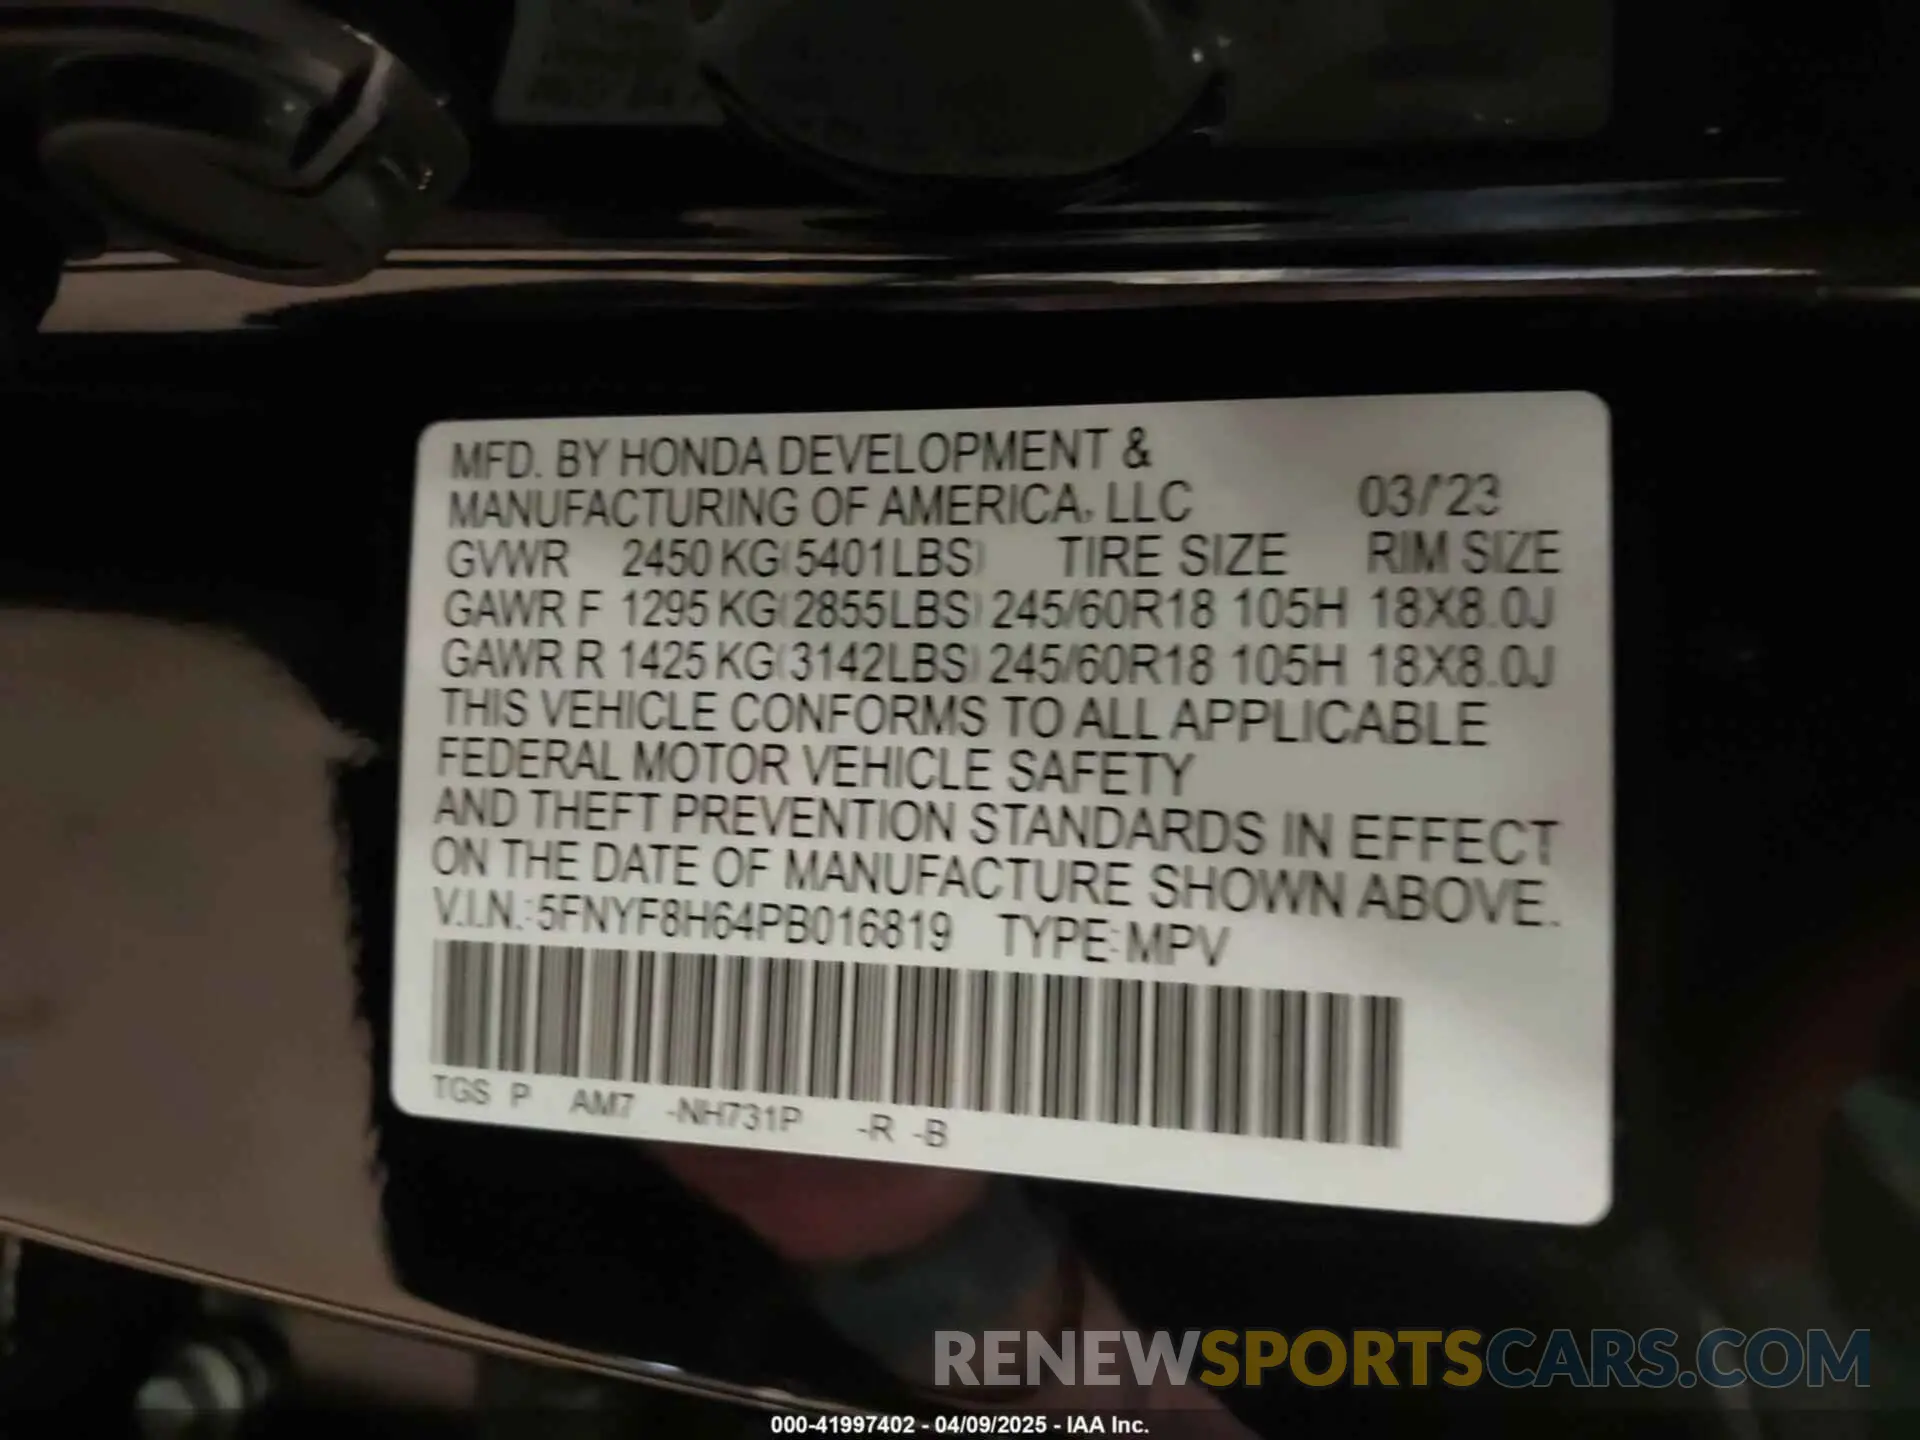 MFD. BY HONDA DEVELOPMENT &
MANUFACTURING OF AMERICA, LLC 03/'23
GVWR 2450 KG(5401LBS) TIRE SIZE RIM SIZE
GAWR F 1295 KG(2855LBS) 245/60R18 105H 18X8.0J
GAWR R 1425 KG(3142LBS) 245/60R18 105H 18X8.0J
THIS VEHICLE CONFORMS TO ALL APPLICABLE
FEDERAL MOTOR VEHICLE SAFETY
AND THEFT PREVENTION STANDARDS IN EFFECT
ON THE DATE OF MANUFACTURE SHOWN ABOVE.
V.I.N.:5FNYF8H64PB016819 TYPE:MPV
TGS P AM7 -NH731P -R -B
RENEWSPORTSCARS.COM
000-41997402 - 04/09/2025 - IAA Inc.